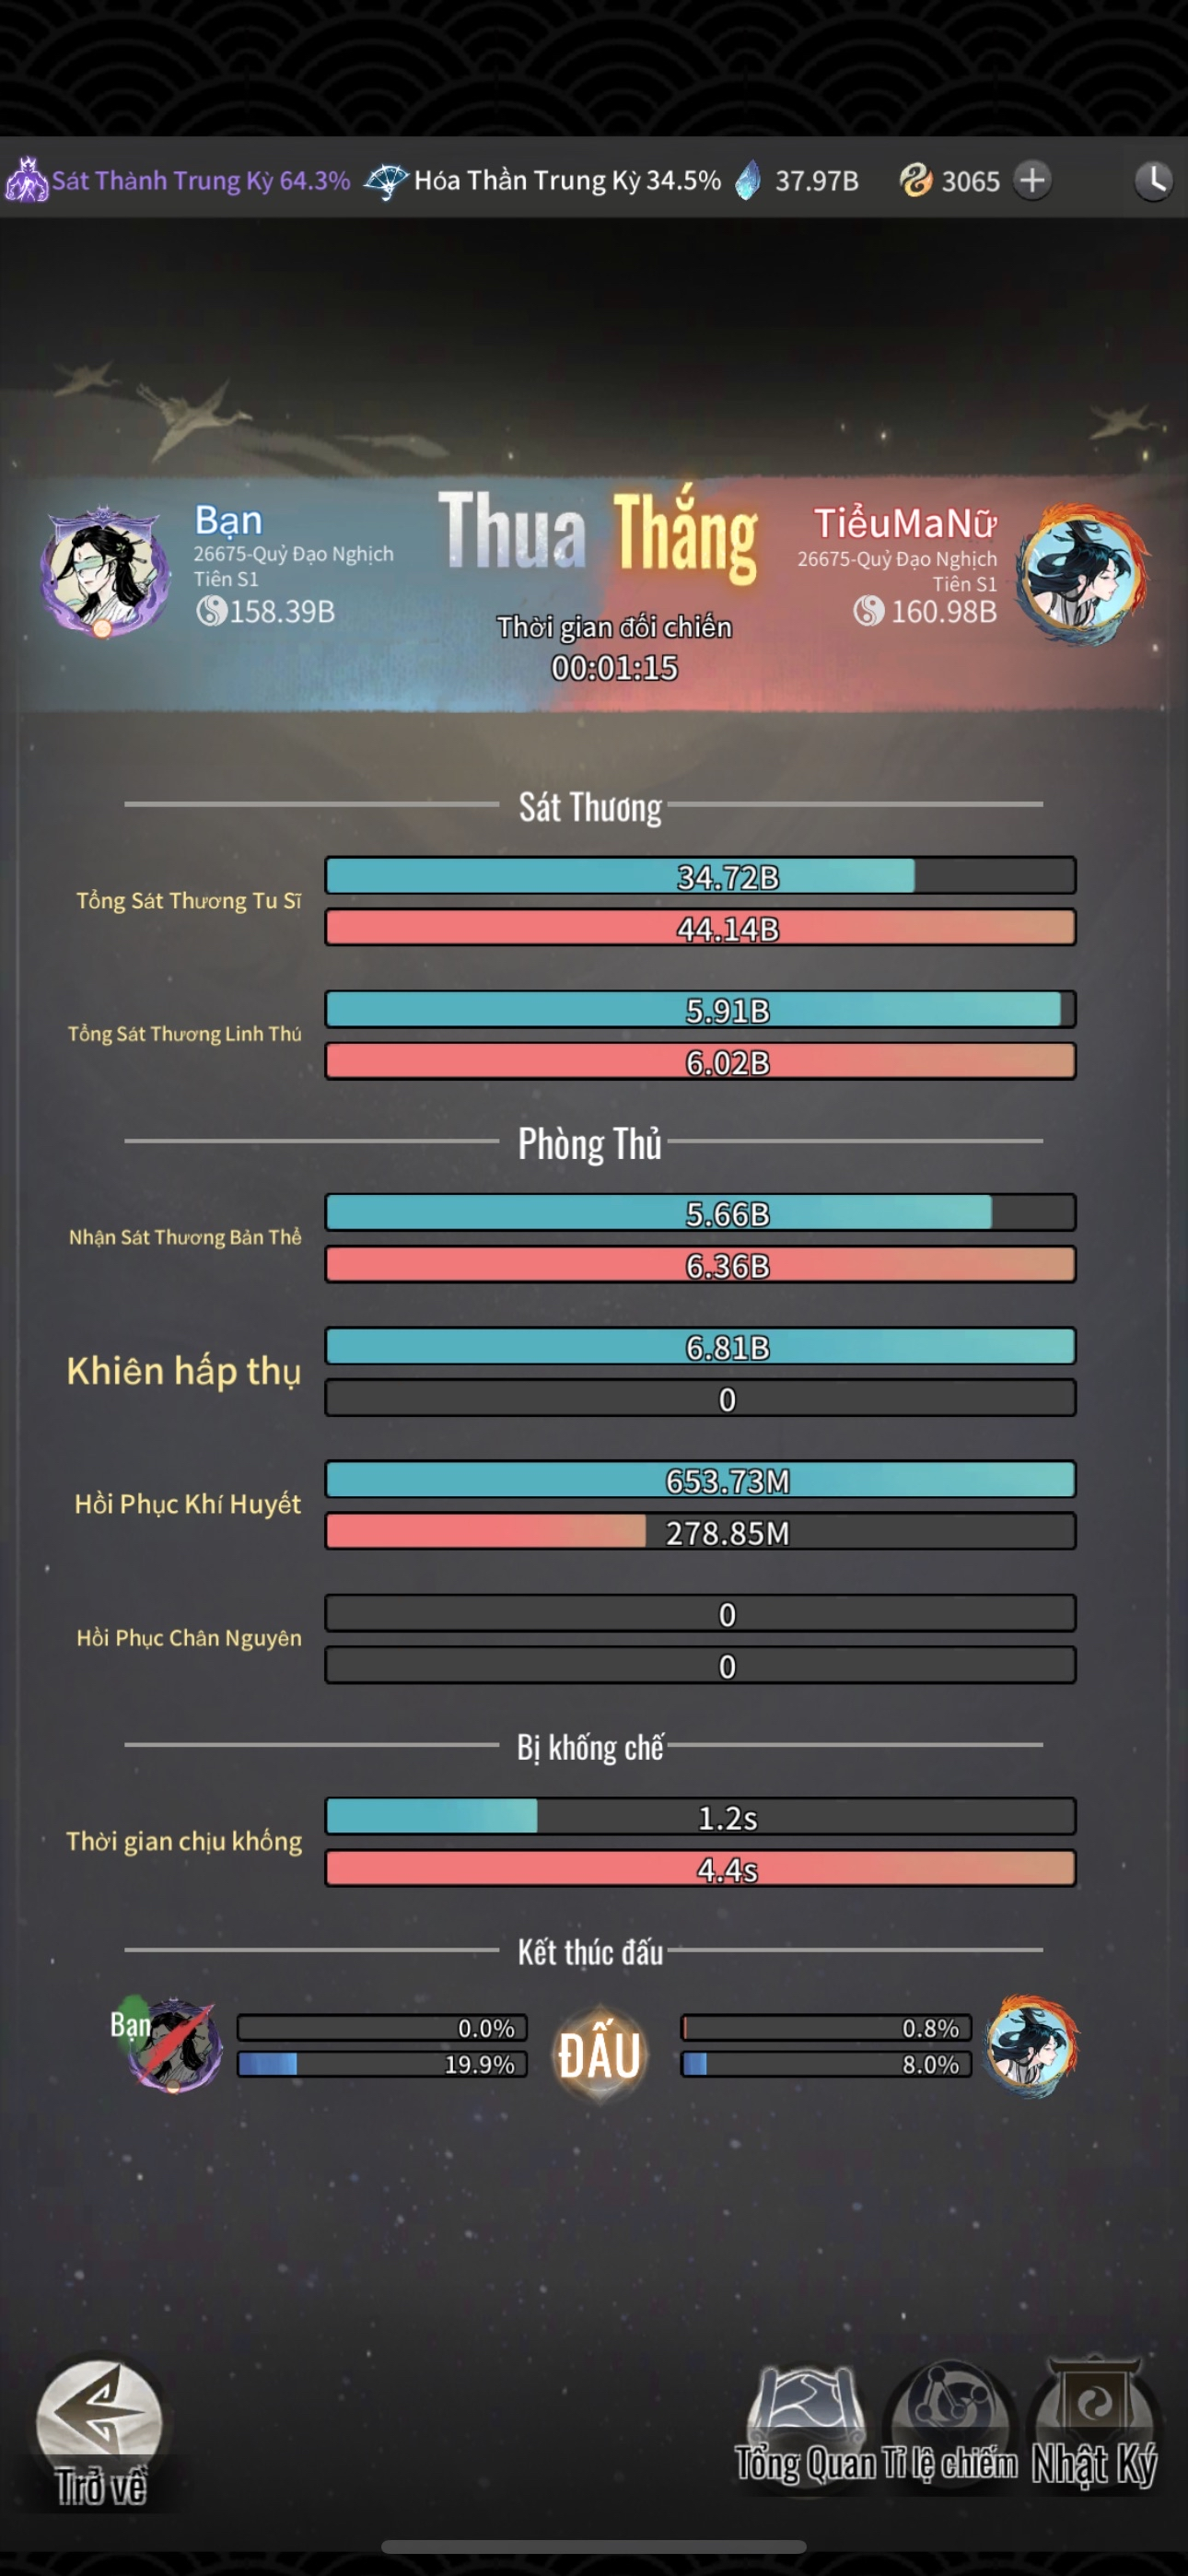 Sát Thành Trung Kỳ 64.3% Hóa Thần Trung Kỳ 34.5% 37.97B 3065
Thua Thắng
Bạn
26675-Quỷ Đạo Nghịch
Tiên S1
158.39B
TiểuMaNữ
26675-Quỷ Đạo Nghịch
Tiên S1
160.98B
Thời gian đối chiến
00:01:15
Sát Thương
Tổng Sát Thương Tu Sĩ
34.72B
44.14B
Tổng Sát Thương Linh Thú
5.91B
6.02B
Phòng Thủ
Nhận Sát Thương Bản Thể
5.66B
6.36B
Khiên hấp thụ
6.81B
0
Hồi Phục Khí Huyết
653.73M
278.85M
Hồi Phục Chân Nguyên
0
0
Bị khống chế
Thời gian chịu khống
1.2s
4.4s
Kết thúc đấu
Bạn
0.0%
19.9%
ĐẤU
0.8%
8.0%
Trở về
Tổng Quan Tỉ lệ chiếm Nhật Ký